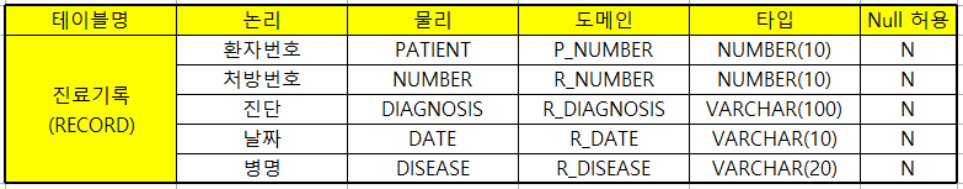 테이블명 논리 물리 도메인 타입 Null 허용
진료기록
(RECORD)
환자번호 PATIENT P_NUMBER NUMBER(10) N
처방번호 NUMBER R_NUMBER NUMBER(10) N
진단 DIAGNOSIS R_DIAGNOSIS VARCHAR(100) N
날짜 DATE R_DATE VARCHAR(10) N
병명 DISEASE R_DISEASE VARCHAR(20) N